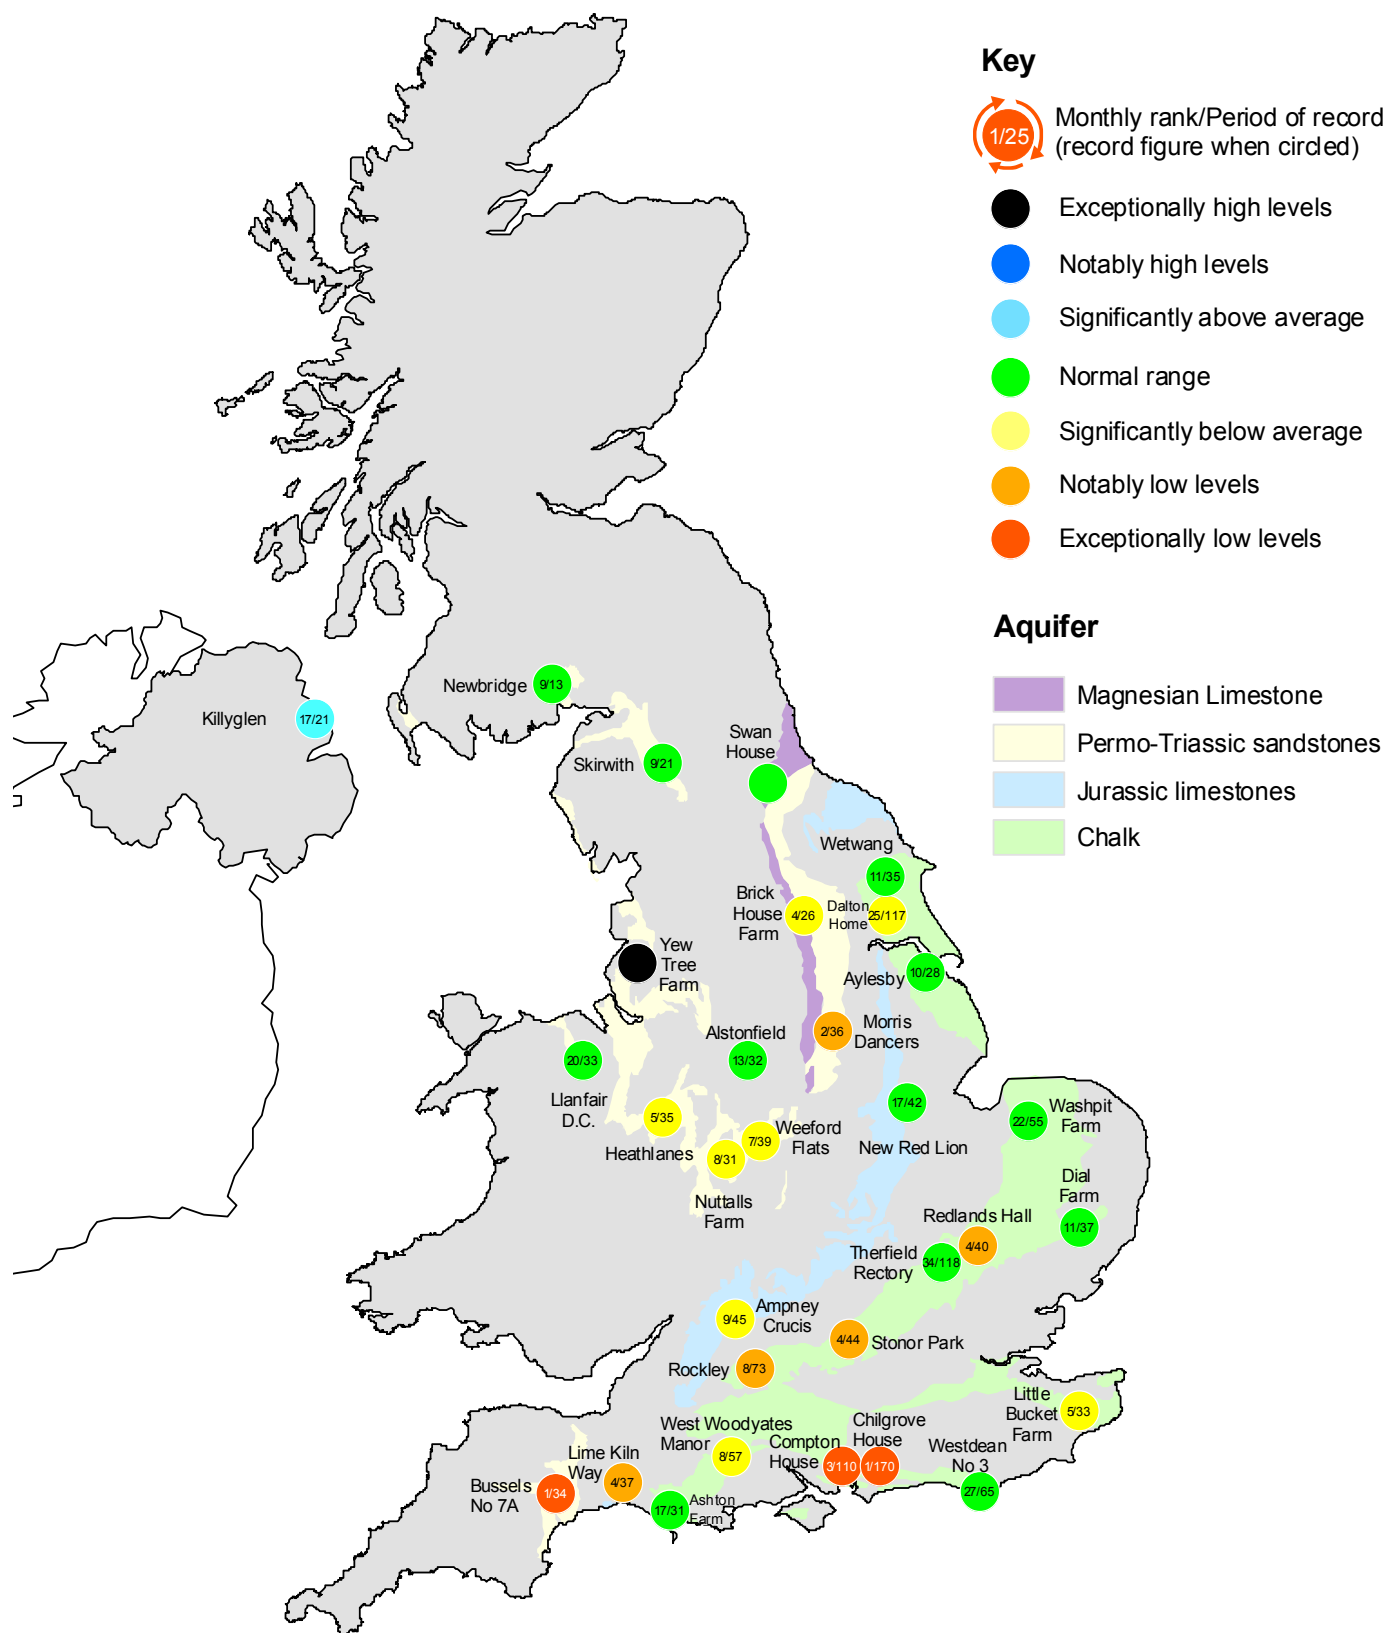 Key
1/25
Monthly rank/Period of record
(record figure when circled)
Exceptionally high levels
Notably high levels
Significantly above average
Normal range
Significantly below average
Notably low levels
Exceptionally low levels
Aquifer
Magnesian Limestone
Permo-Triassic sandstones
Jurassic limestones
Chalk
Newbridge
9/13
Killyglen
17/21
Skirwith
9/21
Swan
House
Wetwang
11/35
Brick
House
Farm
4/26
Dalton
Home
25/117
Yew
Tree
Farm
Aylesby
10/28
Morris
Dancers
2/36
Alstonfield
13/32
20/33
Llanfair
D.C.
17/42
New Red Lion
Washpit
Farm
22/55
5/35
Heathlanes
Weeford
Flats
7/39
8/31
Nuttalls
Farm
Dial
Farm
11/37
Redlands Hall
4/40
Therfield
Rectory
34/118
Ampney
Crucis
9/45
4/44
Stonor Park
Rockley
8/73
Little
Bucket
Farm
5/33
West Woodyates
Manor
8/57
Compton
House
3/110
Chilgrove
House
1/170
Westdean
No 3
27/65
Lime Kiln
Way
4/37
Bussels
No 7A
1/34
17/31
Ashton
Farm